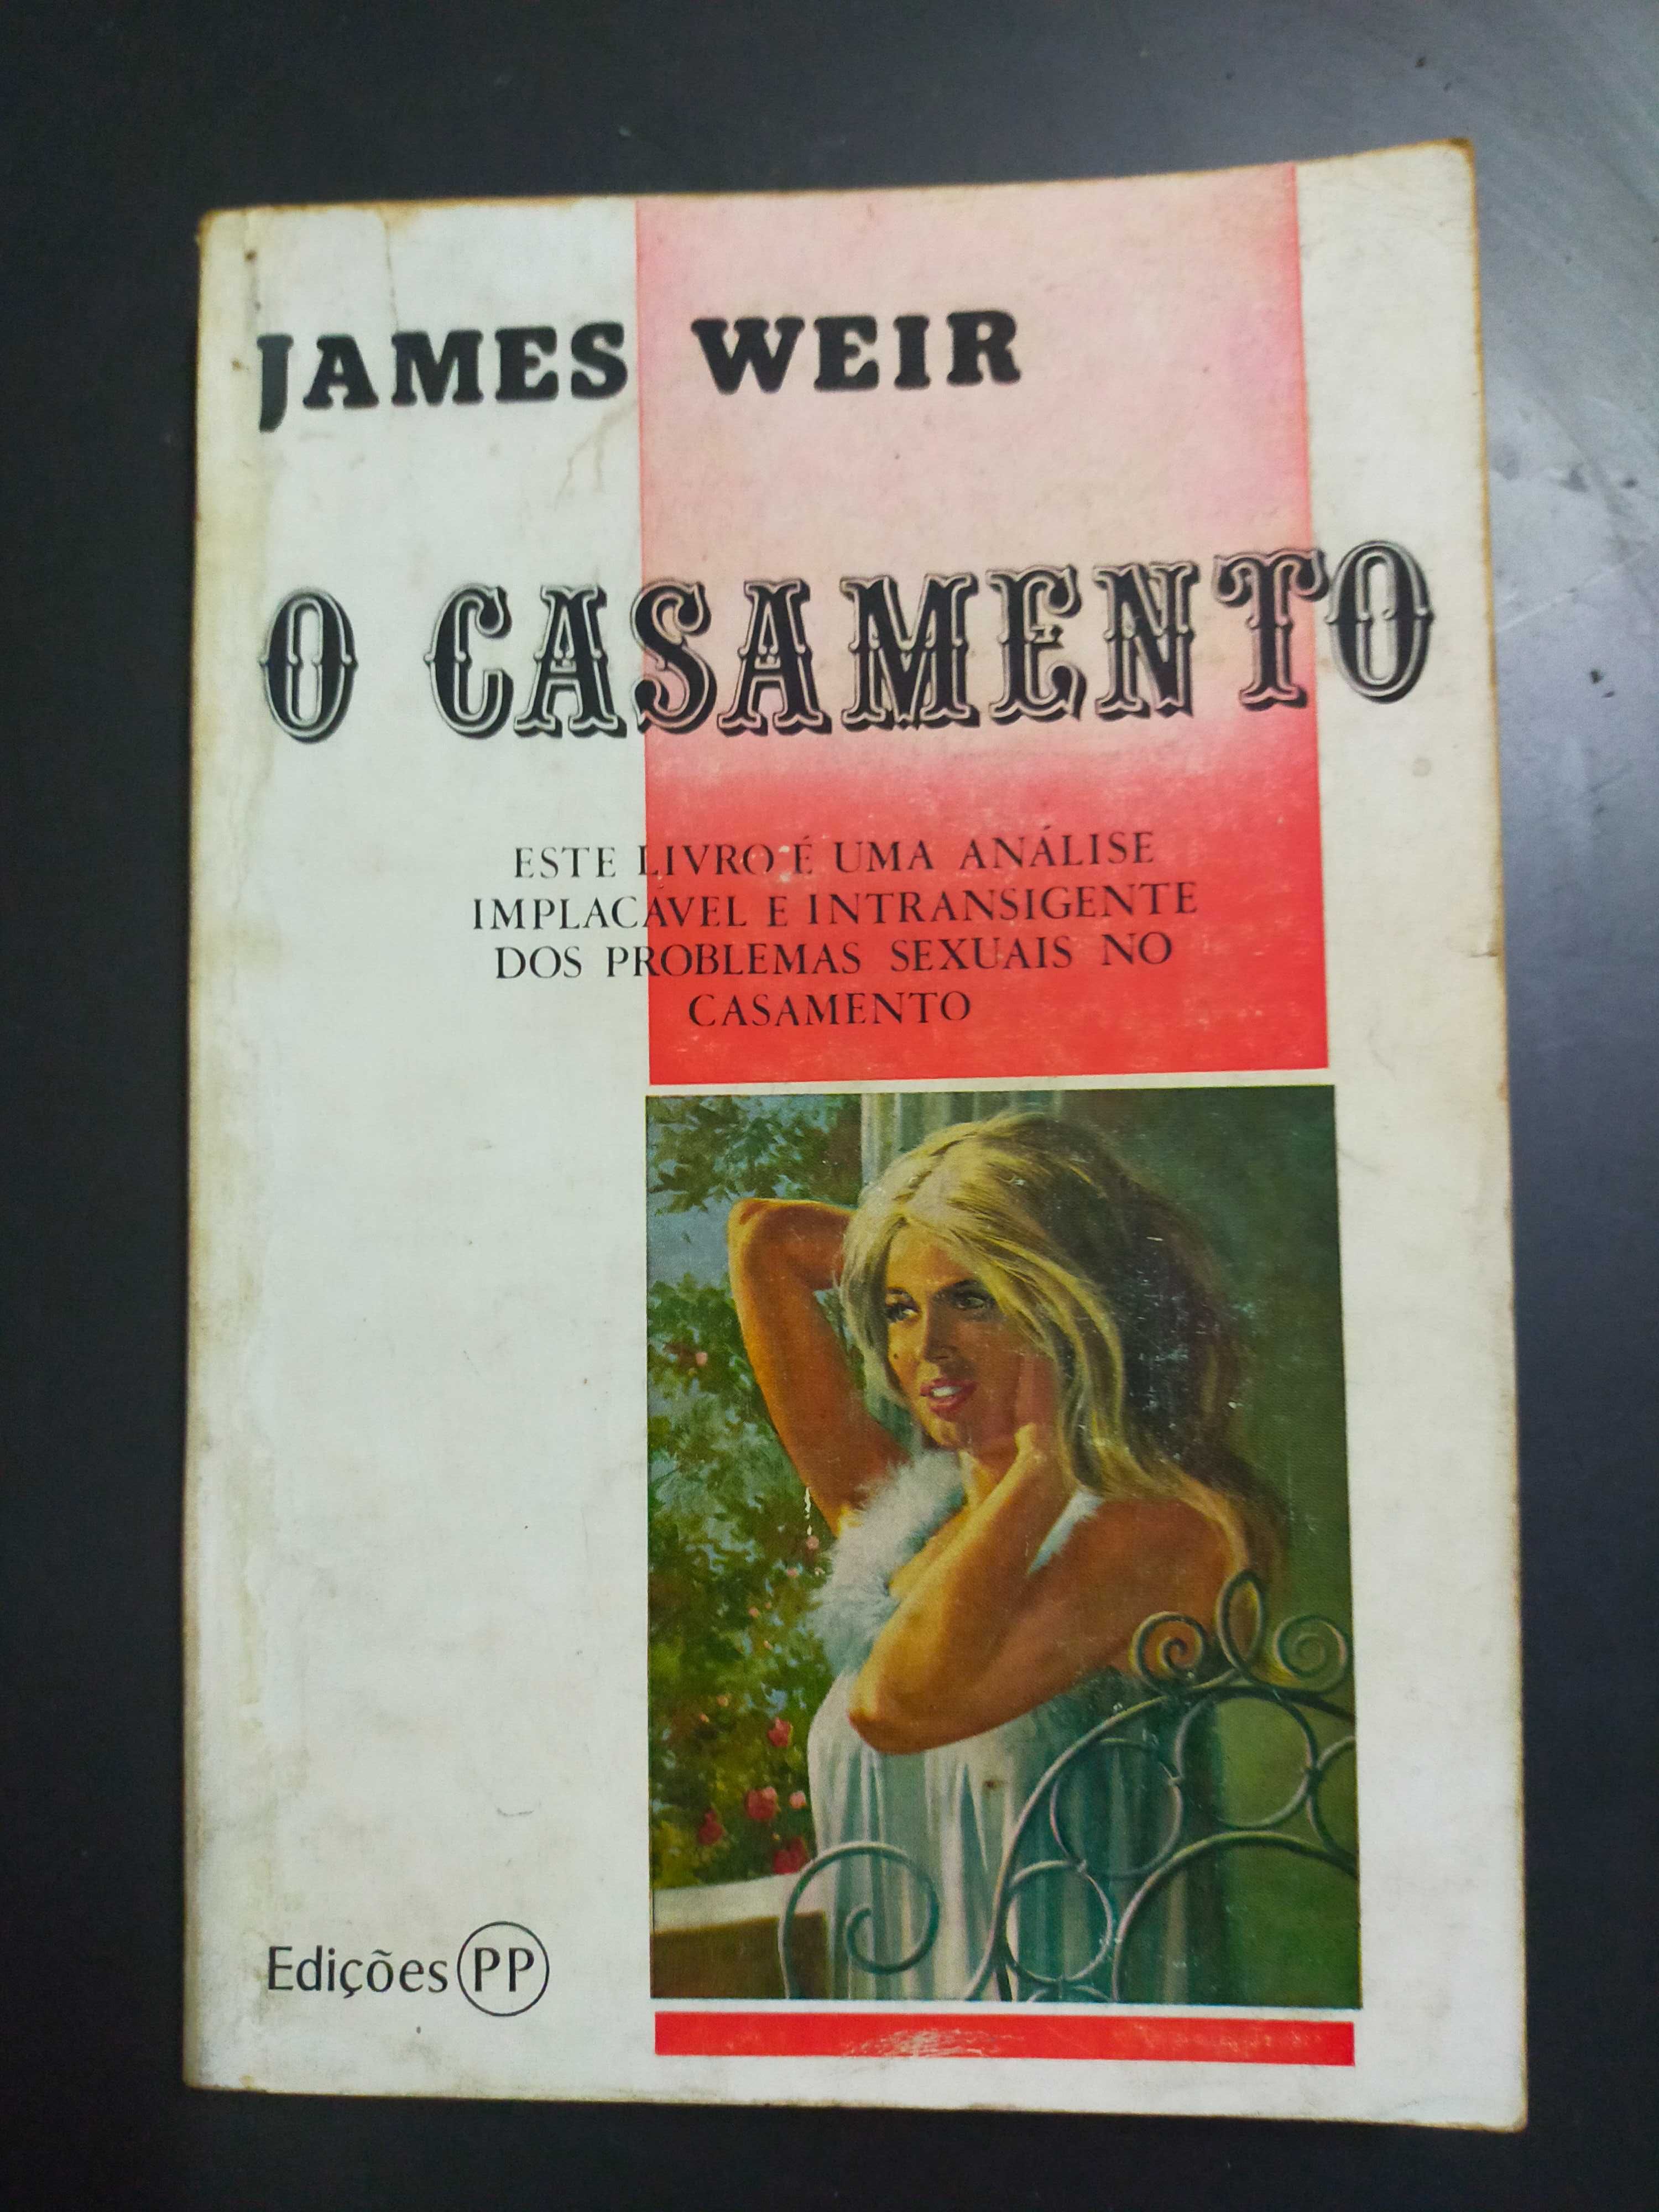 JAMES WEIR
O CASAMENTO
ESTE LIVRO É UMA ANÁLISE
IMPLACÁVEL E INTRANSIGENTE
DOS PROBLEMAS SEXUAIS NO
CASAMENTO
Edições PP